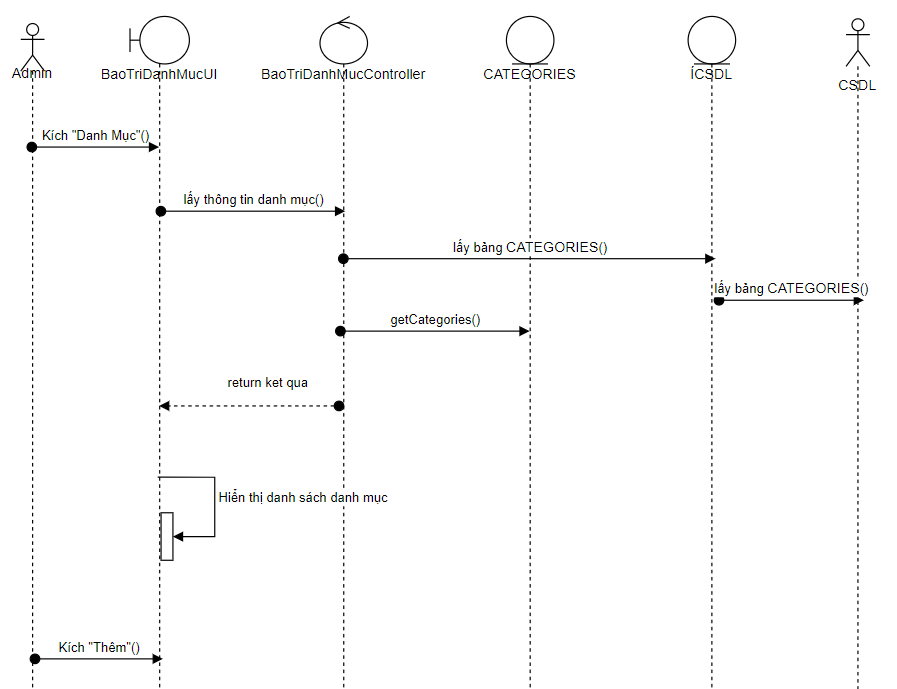 Admin
BaoTriDanhMucUI
BaoTriDanhMucController
CATEGORIES
ÍCSDL
CSDL
Kích "Danh Mục"()
lấy thông tin danh mục()
lấy bảng CATEGORIES()
lấy bảng CATEGORIES()
getCategories()
return ket qua
Hiển thị danh sách danh mục
Kích "Thêm"()